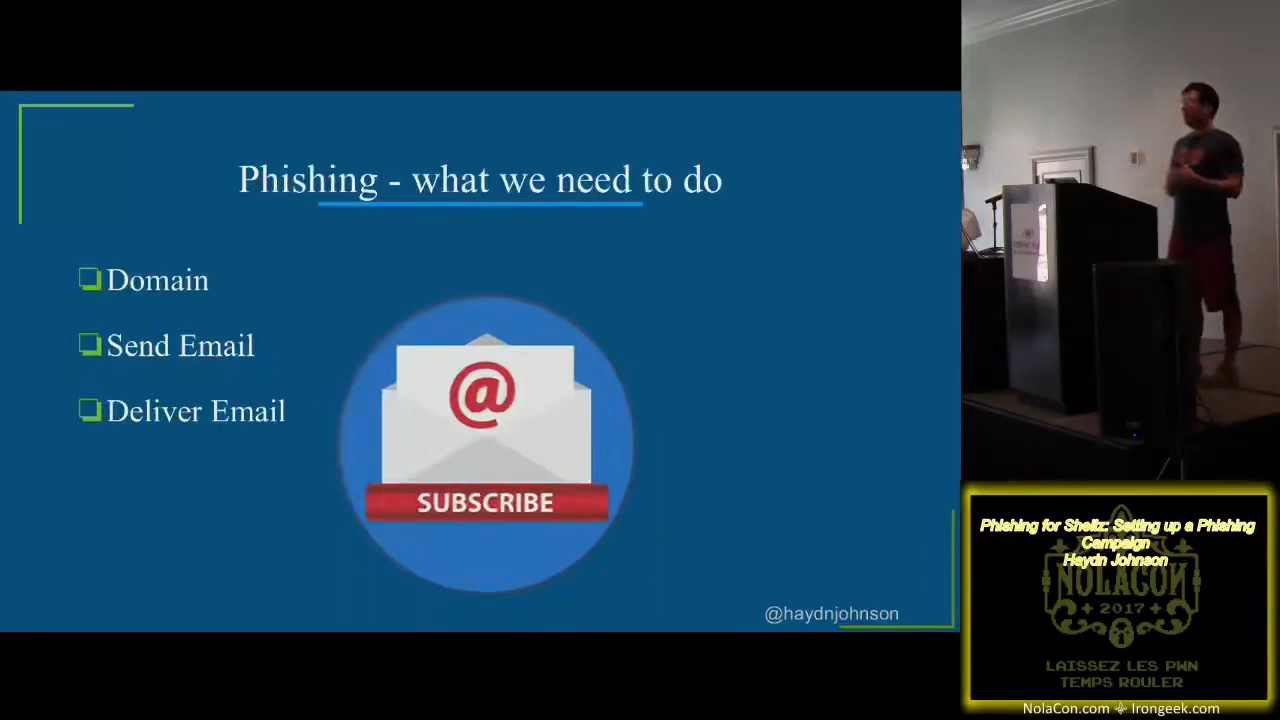 Phishing - what we need to do
Domain
Send Email
Deliver Email
@
SUBSCRIBE
@haydnjohnson
Phishing for Shellz: Setting up a Phishing
Campaign
Haydn Johnson
NOLACON
2017
LAISSEZ LES PWN
TEMPS ROULER
NolaCon.com Irongeek.com